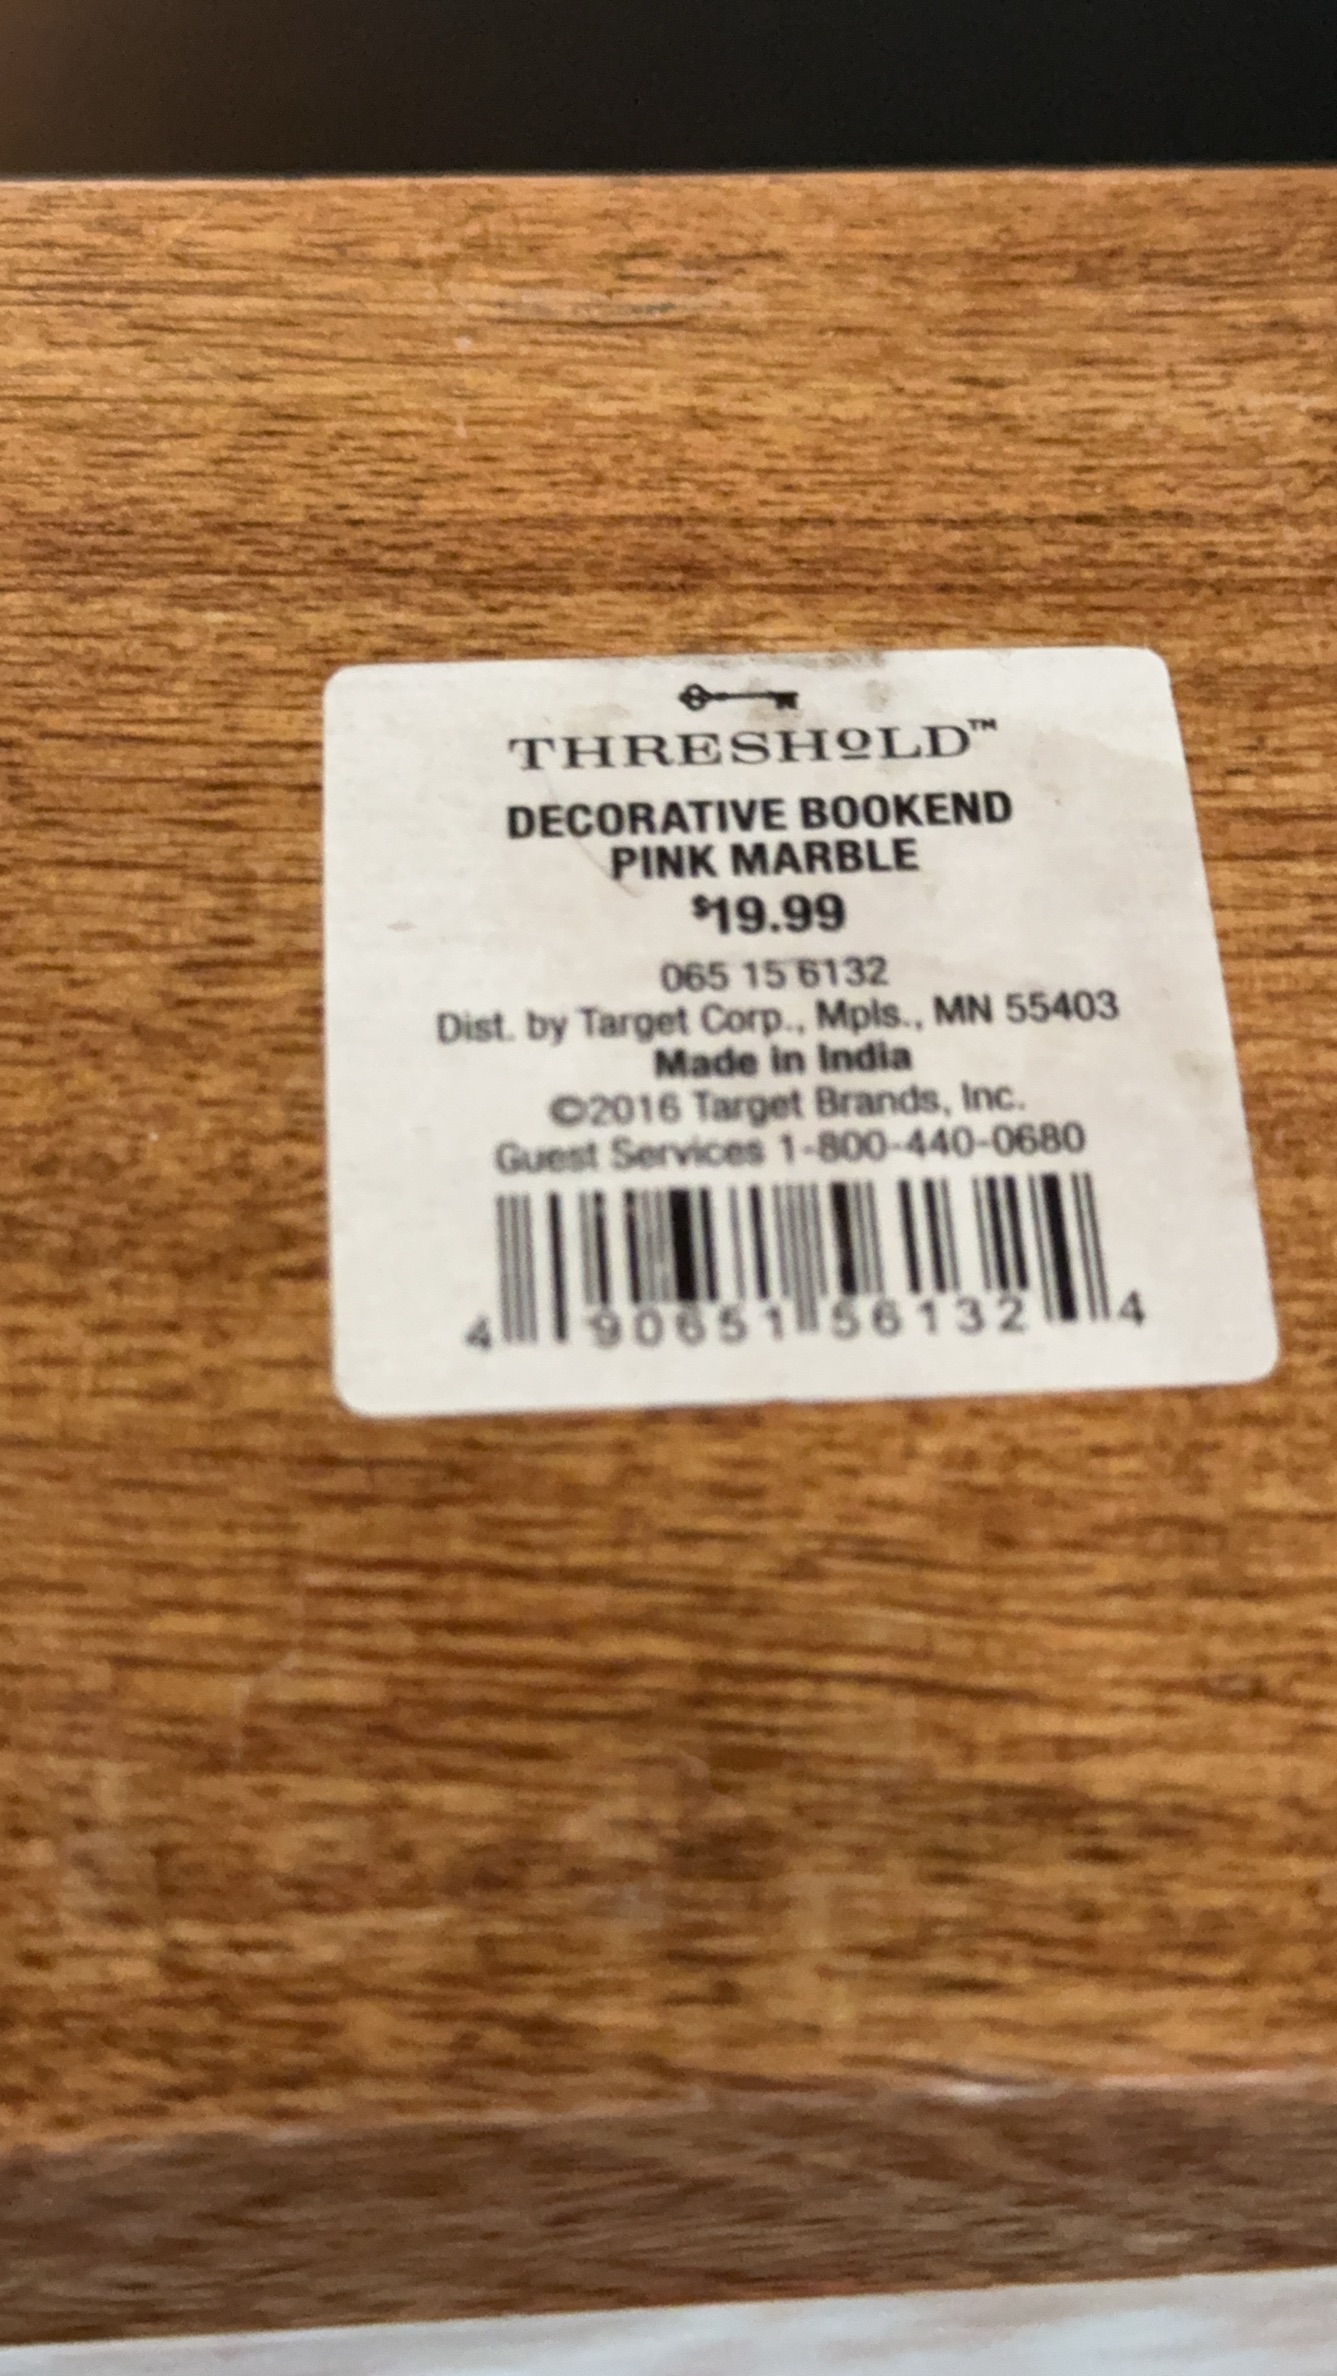 THRESHOLD™
DECORATIVE BOOKEND
PINK MARBLE
$19.99
065 15 6132
Dist. by Target Corp., Mpls., MN 55403
Made in India
©2016 Target Brands, Inc.
Guest Services 1-800-440-0680
4 90651 56132 4